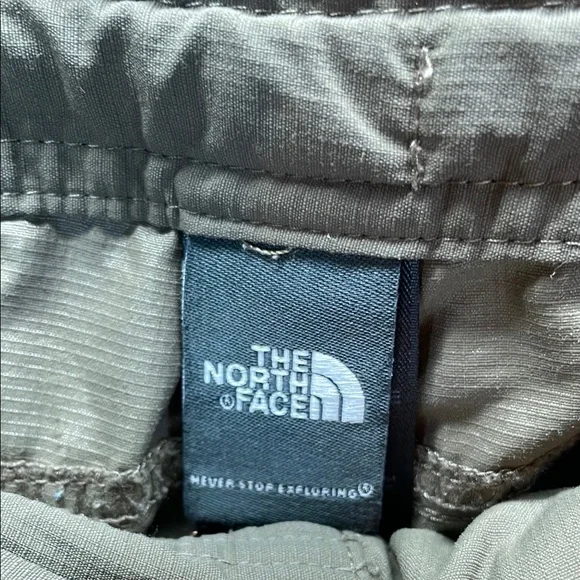 THE
NORTH
®FACE
NEVER STOP EXPLORING®